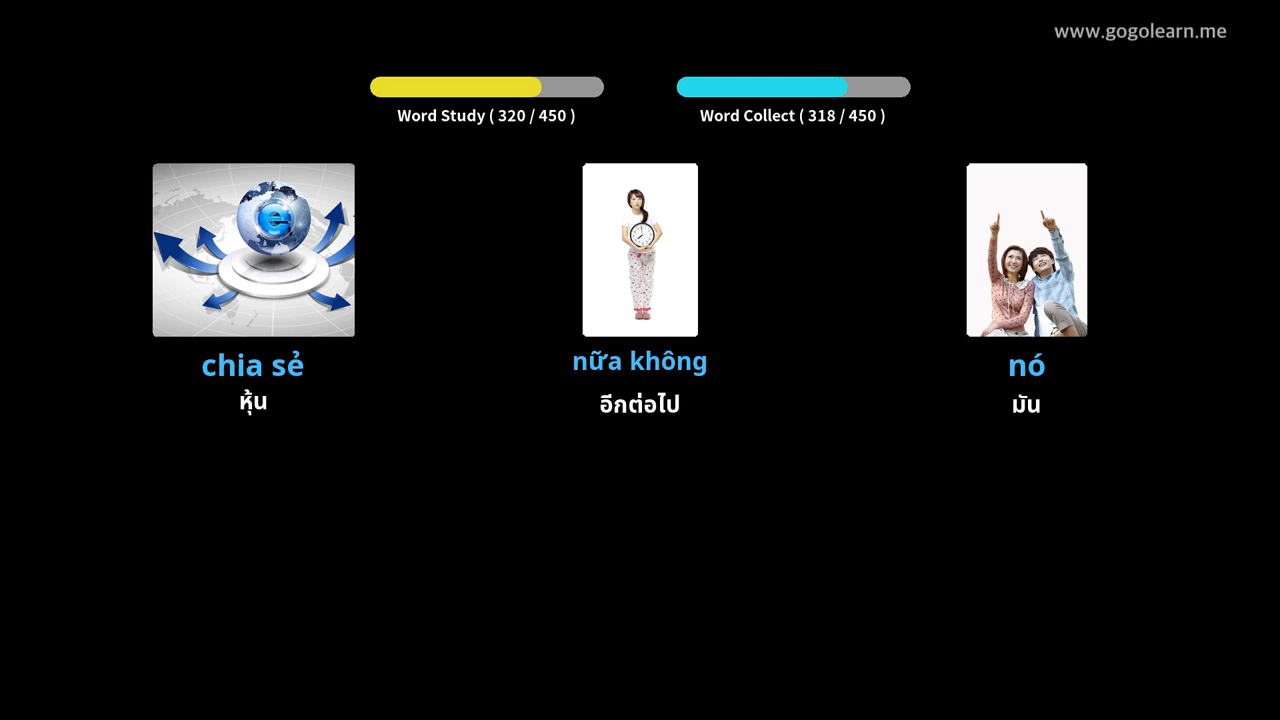 www.gogolearn.me
Word Study ( 320 / 450 )
Word Collect ( 318 / 450 )
e
chia sẻ
nữa không
nó
หุ้น
อีกต่อไป
มัน